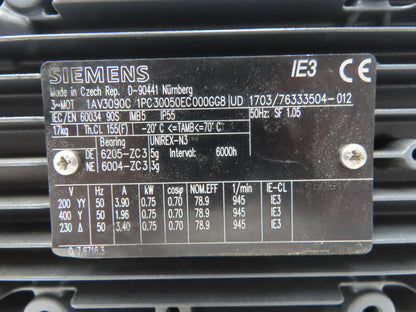 SIEMENS IE3 CE
Made in Czech Rep. D-90441 Nürnberg
3~MOT 1AV3090C 1PC30050EC000GG8 UD 1703/76333504-012
IEC/EN 60034 90S IMB5 IP55 50Hz: SF 1.05
17kg Th.CL. 155(F) -20°C <=TAMB<=70°C
Bearing UNIREX-N3
DE 6205-ZC3 5g Interval: 6000h
NE 6004-ZC3 3g
V Hz A kW cosφ NOM.EFF 1/min IE-CL
200 YY 50 3.90 0.75 0.70 78.9 945 IE3
400 Y 50 1.96 0.75 0.70 78.9 945 IE3
230 Δ 50 3.40 0.75 0.70 78.9 945 IE3